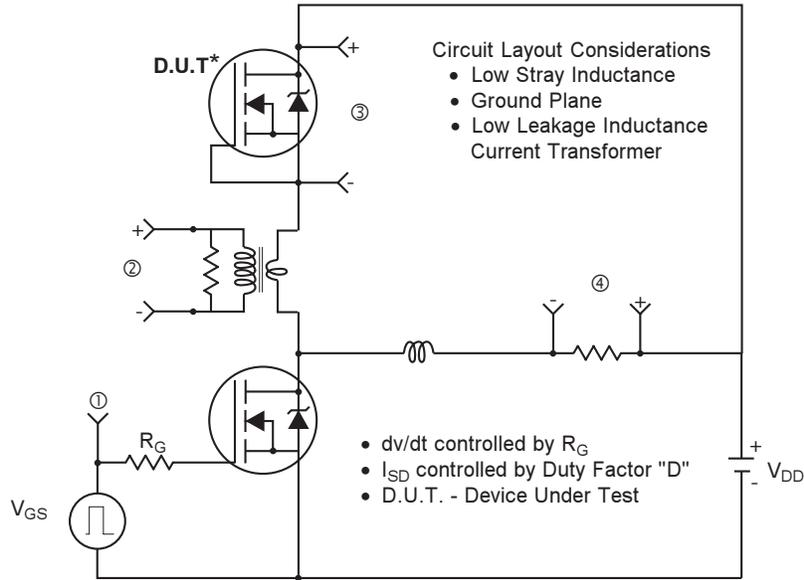 D.U.T*
+
③
-
Circuit Layout Considerations
• Low Stray Inductance
• Ground Plane
• Low Leakage Inductance
Current Transformer
+
②
-
④
-
+
①
R_G
V_GS
• dv/dt controlled by R_G
• I_SD controlled by Duty Factor "D"
• D.U.T. - Device Under Test
+
V_DD
-